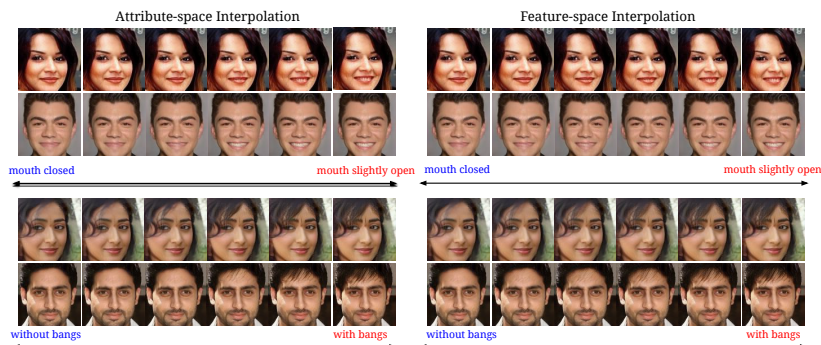 Attribute-space Interpolation
Feature-space Interpolation
mouth closed
mouth slightly open
mouth closed
mouth slightly open
without bangs
with bangs
without bangs
with bangs